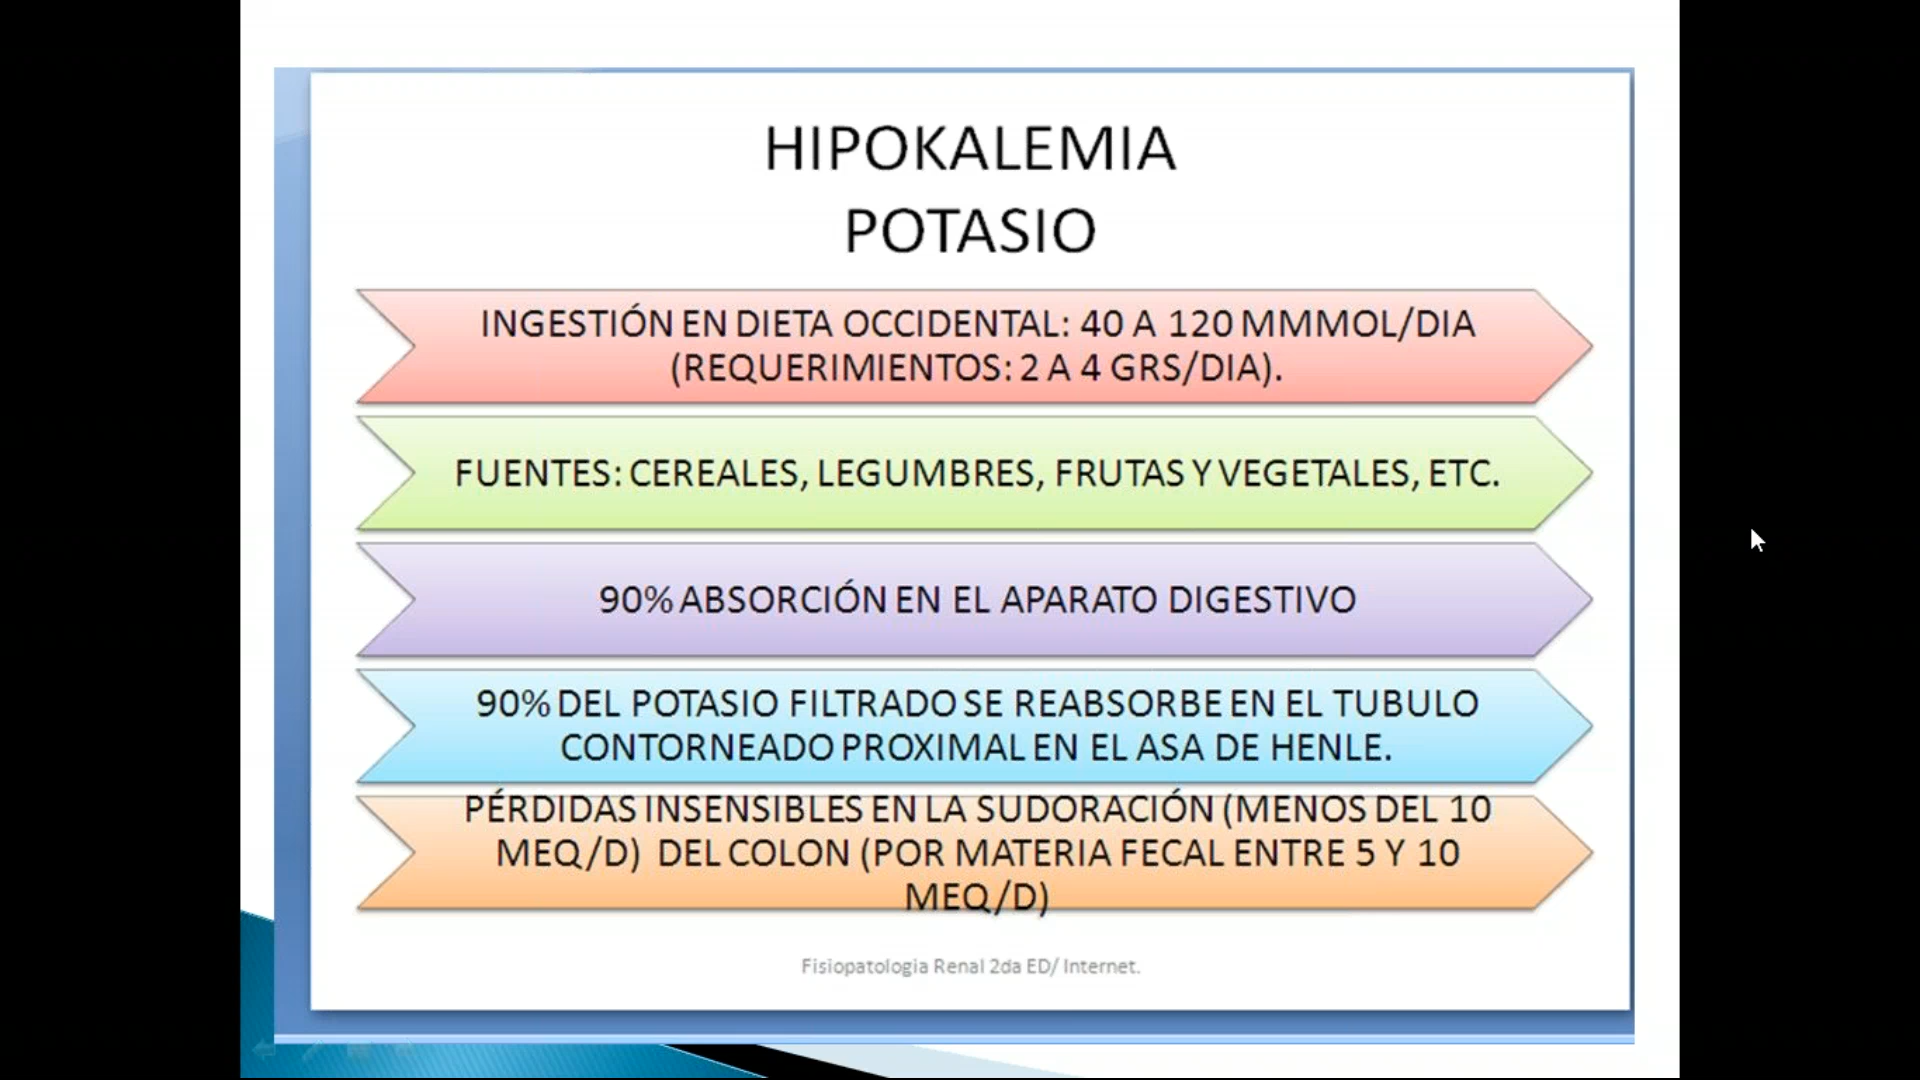 HIPOKALEMIA
POTASIO
INGESTIÓN EN DIETA OCCIDENTAL: 40 A 120 MMMOL/DIA
(REQUERIMIENTOS: 2 A 4 GRS/DIA).
FUENTES: CEREALES, LEGUMBRES, FRUTAS Y VEGETALES, ETC.
90% ABSORCIÓN EN EL APARATO DIGESTIVO
90% DEL POTASIO FILTRADO SE REABSORBE EN EL TUBULO
CONTORNEADO PROXIMAL EN EL ASA DE HENLE.
PÉRDIDAS INSENSIBLES EN LA SUDORACIÓN (MENOS DEL 10
MEQ/D) DEL COLON (POR MATERIA FECAL ENTRE 5 Y 10
MEQ/D)
Fisiopatologia Renal 2da ED/ Internet.